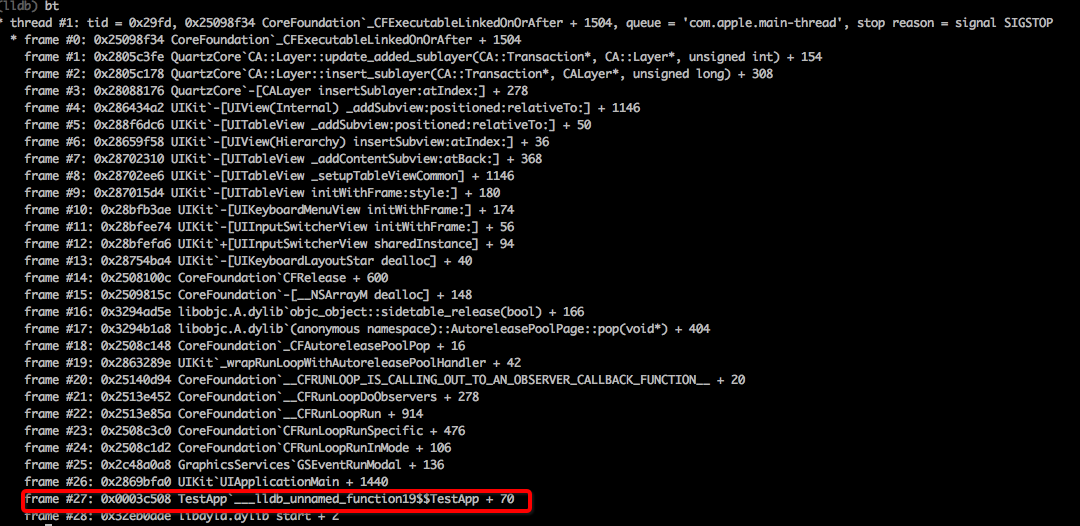 (lldb) bt
* thread #1: tid = 0x29fd, 0x25098f34 CoreFoundation`_CFExecutableLinkedOnOrAfter + 1504, queue = 'com.apple.main-thread', stop reason = signal SIGSTOP
* frame #0: 0x25098f34 CoreFoundation`_CFExecutableLinkedOnOrAfter + 1504
frame #1: 0x2805c3fe QuartzCore`CA::Layer::update_added_sublayer(CA::Transaction*, CA::Layer*, unsigned int) + 154
frame #2: 0x2805c178 QuartzCore`CA::Layer::insert_sublayer(CA::Transaction*, CALayer*, unsigned long) + 308
frame #3: 0x28088176 QuartzCore`-[CALayer insertSublayer:atIndex:] + 278
frame #4: 0x286434a2 UIKit`-[UIView(Internal) _addSubview:positioned:relativeTo:] + 1146
frame #5: 0x288f6dc6 UIKit`-[UITableView _addSubview:positioned:relativeTo:] + 50
frame #6: 0x28659f58 UIKit`-[UIView(Hierarchy) insertSubview:atIndex:] + 36
frame #7: 0x28702310 UIKit`-[UITableView _addContentSubview:atBack:] + 368
frame #8: 0x28702ee6 UIKit`-[UITableView _setupTableViewCommon] + 1146
frame #9: 0x287015d4 UIKit`-[UITableView initWithFrame:style:] + 180
frame #10: 0x28bfb3ae UIKit`-[UIKeyboardMenuView initWithFrame:] + 174
frame #11: 0x28bfee74 UIKit`-[UIInputSwitcherView initWithFrame:] + 56
frame #12: 0x28bfefa6 UIKit`+[UIInputSwitcherView sharedInstance] + 94
frame #13: 0x28754ba4 UIKit`-[UIKeyboardLayoutStar dealloc] + 40
frame #14: 0x2508100c CoreFoundation`CFRelease + 600
frame #15: 0x2509815c CoreFoundation`-[__NSArrayM dealloc] + 148
frame #16: 0x3294ad5e libobjc.A.dylib`objc_object::sidetable_release(bool) + 166
frame #17: 0x3294b1a8 libobjc.A.dylib`(anonymous namespace)::AutoreleasePoolPage::pop(void*) + 404
frame #18: 0x2508c148 CoreFoundation`_CFAutoreleasePoolPop + 16
frame #19: 0x2863289e UIKit`_wrapRunLoopWithAutoreleasePoolHandler + 42
frame #20: 0x25140d94 CoreFoundation`__CFRUNLOOP_IS_CALLING_OUT_TO_AN_OBSERVER_CALLBACK_FUNCTION__ + 20
frame #21: 0x2513e452 CoreFoundation`__CFRunLoopDoObservers + 278
frame #22: 0x2513e85a CoreFoundation`__CFRunLoopRun + 914
frame #23: 0x2508c3c0 CoreFoundation`CFRunLoopRunSpecific + 476
frame #24: 0x2508c1d2 CoreFoundation`CFRunLoopRunInMode + 106
frame #25: 0x2c48a0a8 GraphicsServices`GSEventRunModal + 136
frame #26: 0x2869bfa0 UIKit`UIApplicationMain + 1440
frame #27: 0x0003c508 TestApp`___lldb_unnamed_function19$$TestApp + 70
frame #28: 0x32eb0aae libdyld.dylib`start + 2